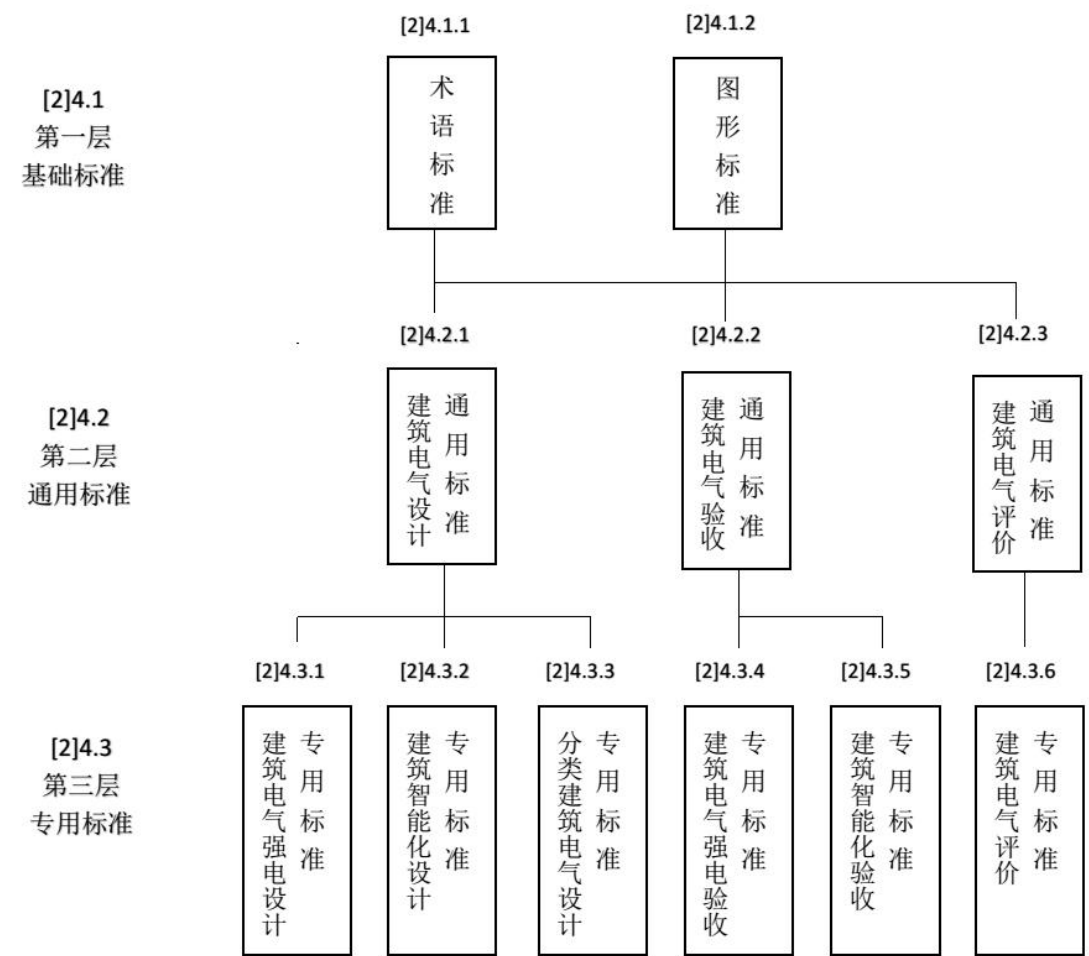 [2]4.1.1
[2]4.1.2
[2]4.1
第一层
基础标准
术语标准
图形标准
[2]4.2.1
[2]4.2.2
[2]4.2.3
[2]4.2
第二层
通用标准
建筑电气设计
通用标准
建筑电气验收
通用标准
建筑电气评价
通用标准
[2]4.3.1
[2]4.3.2
[2]4.3.3
[2]4.3.4
[2]4.3.5
[2]4.3.6
[2]4.3
第三层
专用标准
建筑电气强电设计
专用标准
建筑智能化设计
专用标准
分类建筑电气设计
专用标准
建筑电气强电验收
专用标准
建筑智能化验收
专用标准
建筑电气评价
专用标准